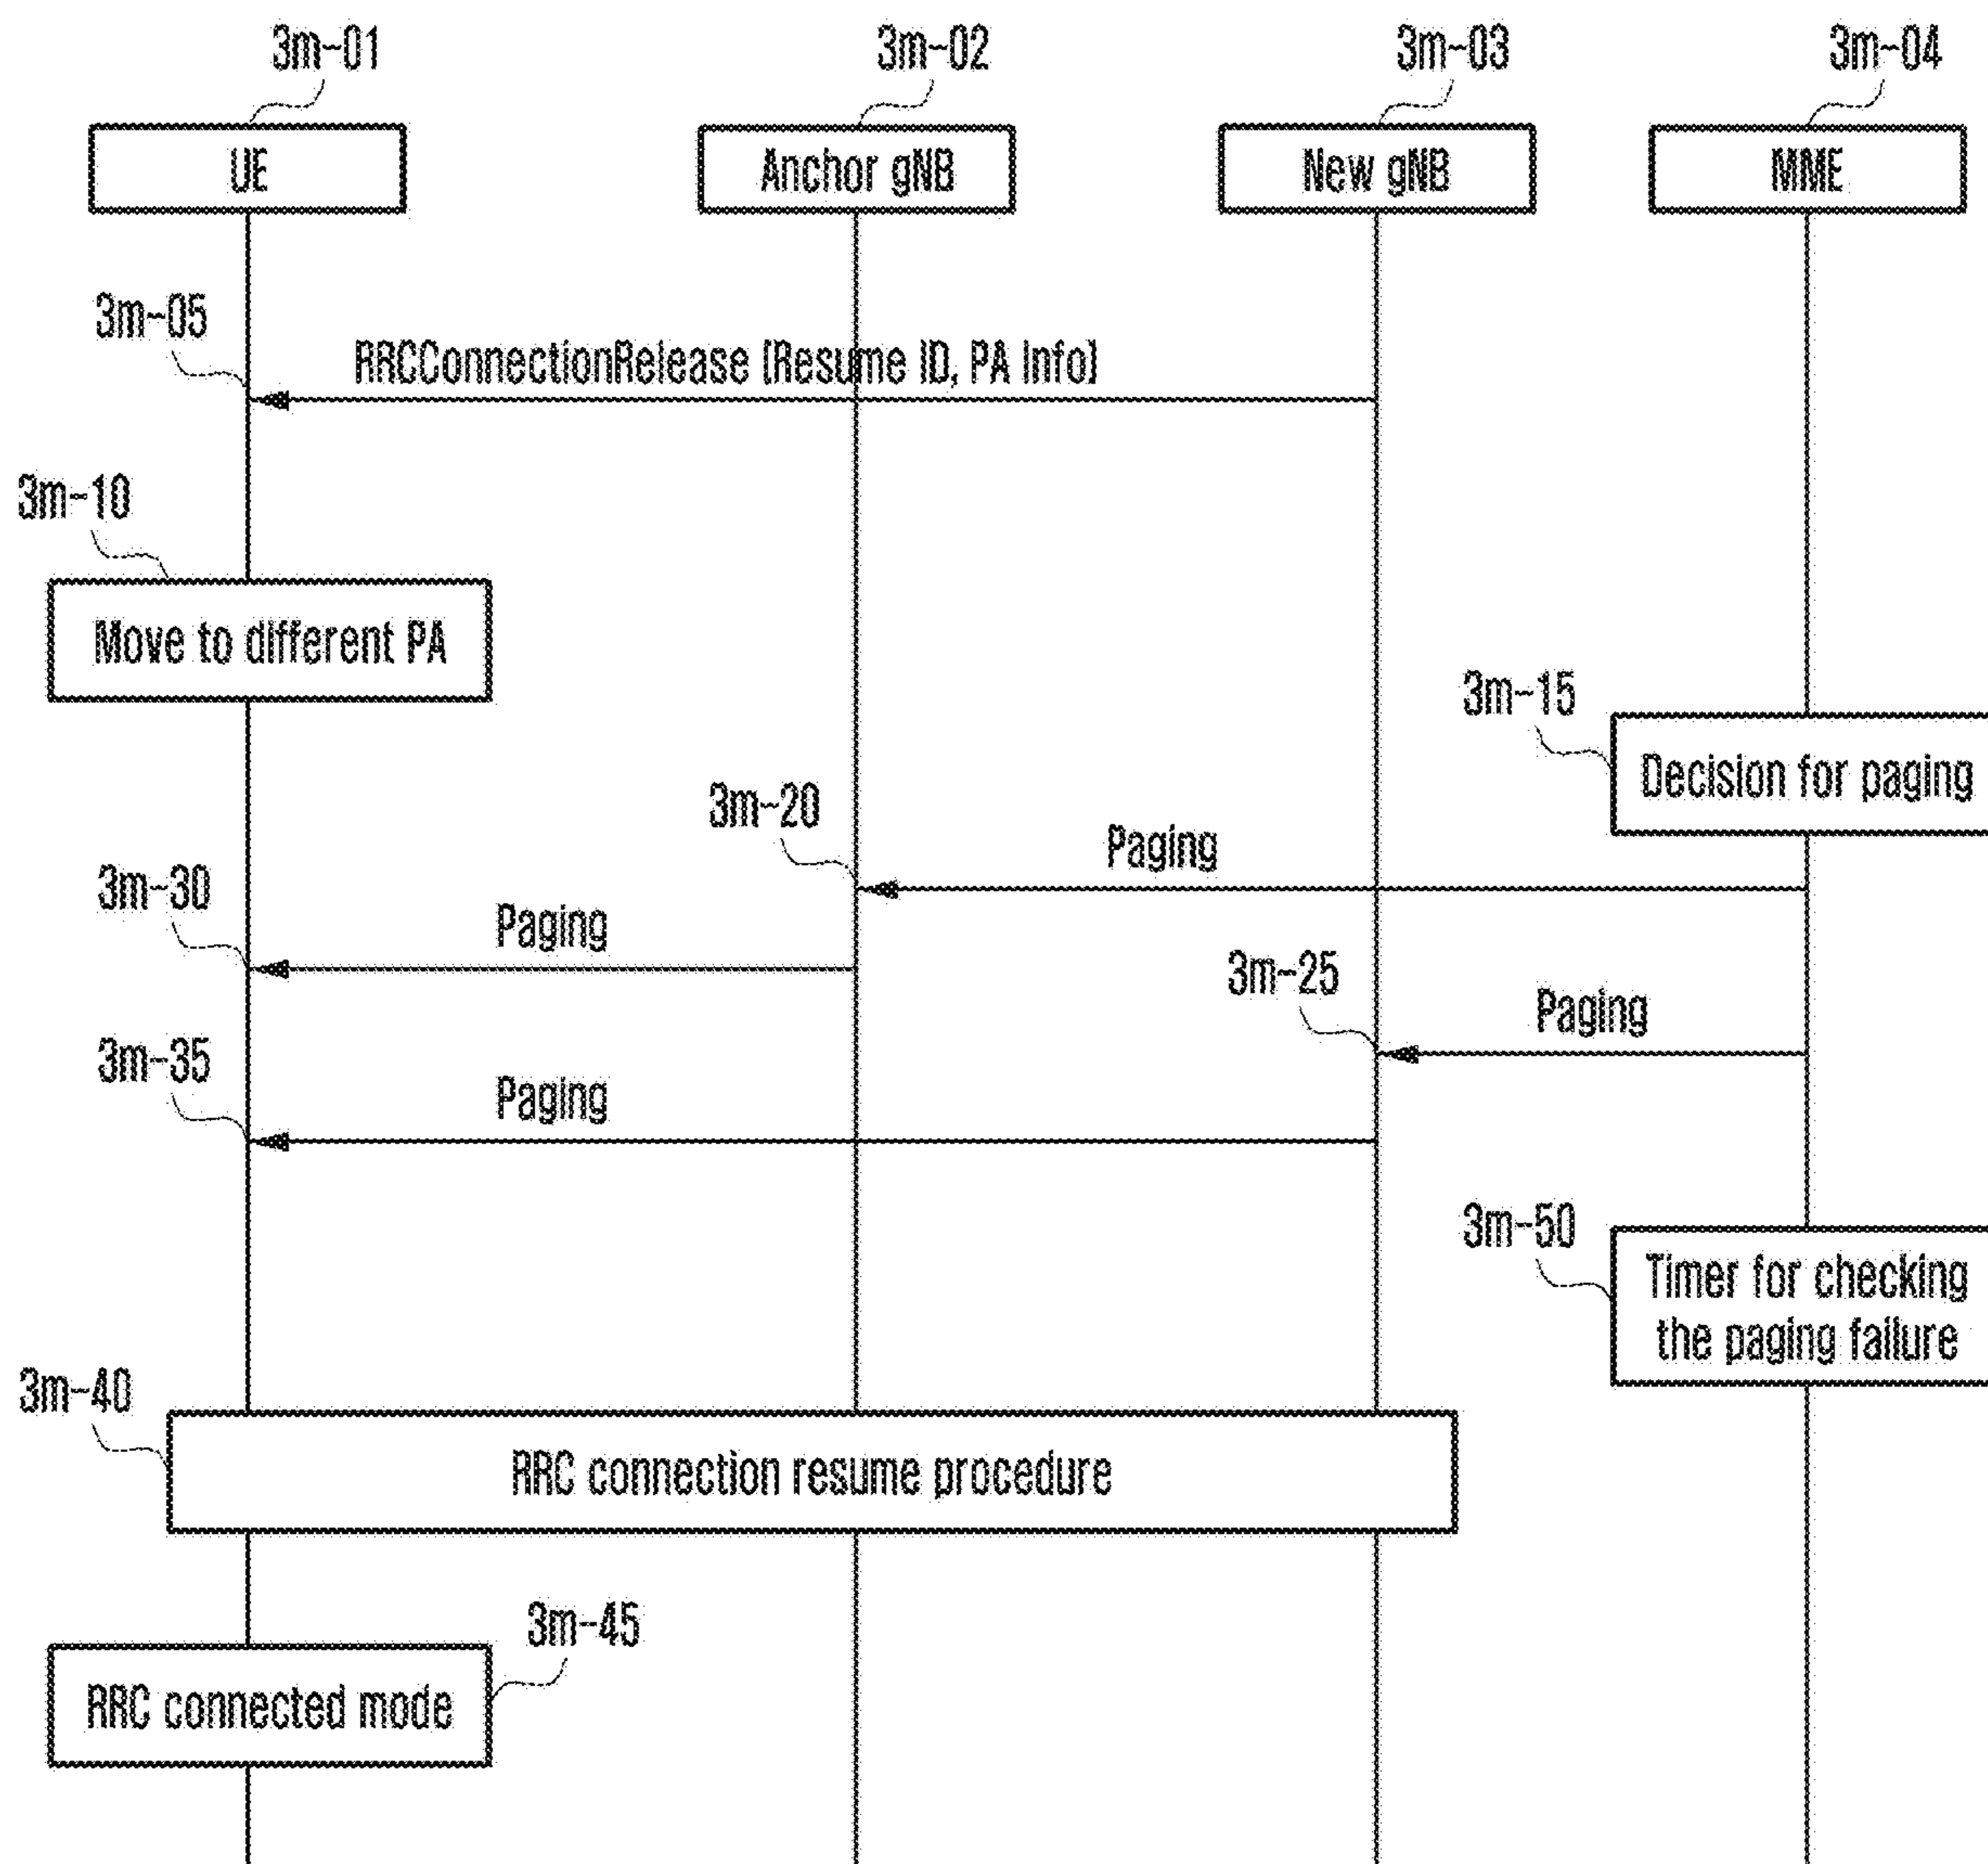 3m-01
3m-02
3m-03
3m-04
UE
Anchor gNB
New gNB
MME
3m-05
RRCConnectionRelease [Resume ID, PA Info]
3m-10
Move to different PA
3m-15
Decision for paging
3m-20
Paging
3m-30
Paging
3m-25
Paging
3m-35
Paging
3m-50
Timer for checking
the paging failure
3m-40
RRC connection resume procedure
3m-45
RRC connected mode